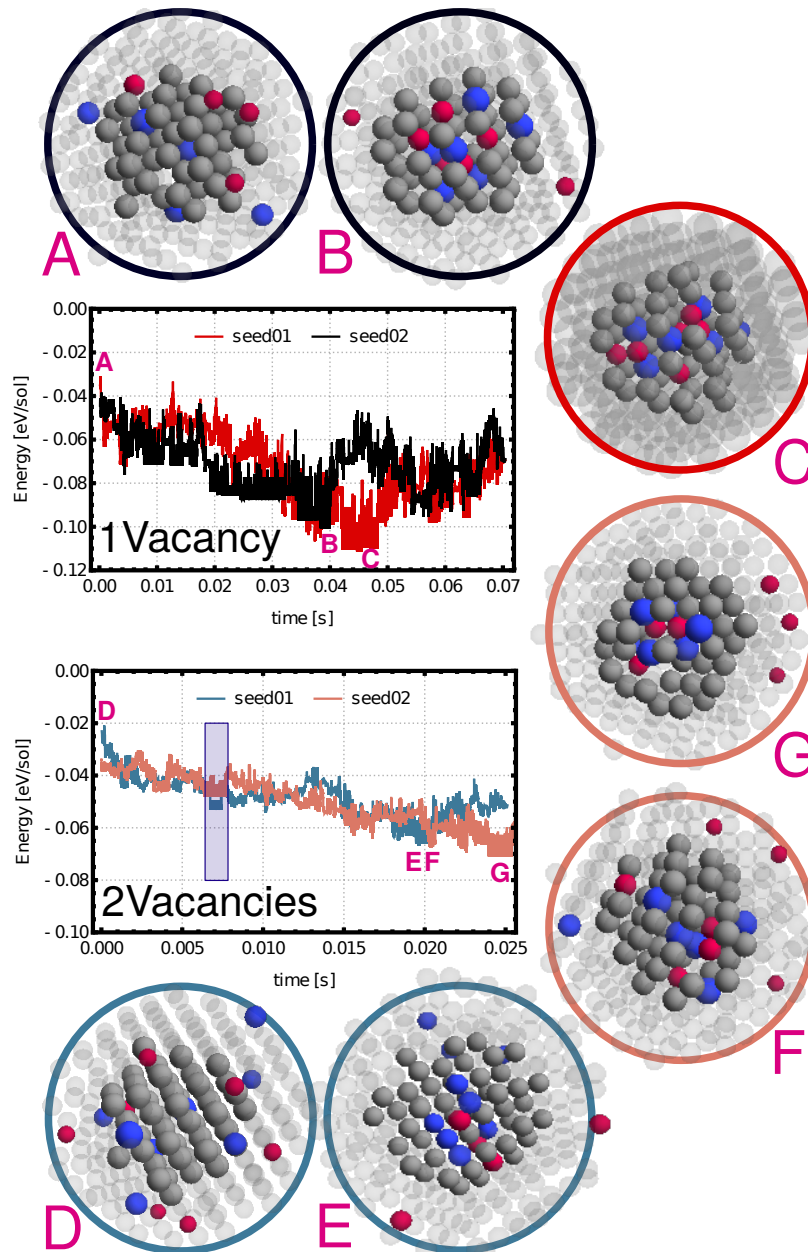 A
B
C
0.00
- 0.02
- 0.04
- 0.06
- 0.08
- 0.10
- 0.12
Energy [eV/sol]
seed01
seed02
A
B
C
1Vacancy
0.00
0.01
0.02
0.03
0.04
0.05
0.06
0.07
time [s]
G
0.00
- 0.02
- 0.04
- 0.06
- 0.08
- 0.10
Energy [eV/sol]
seed01
seed02
D
E F
G
2Vacancies
0.000
0.005
0.010
0.015
0.020
0.025
time [s]
F
D
E